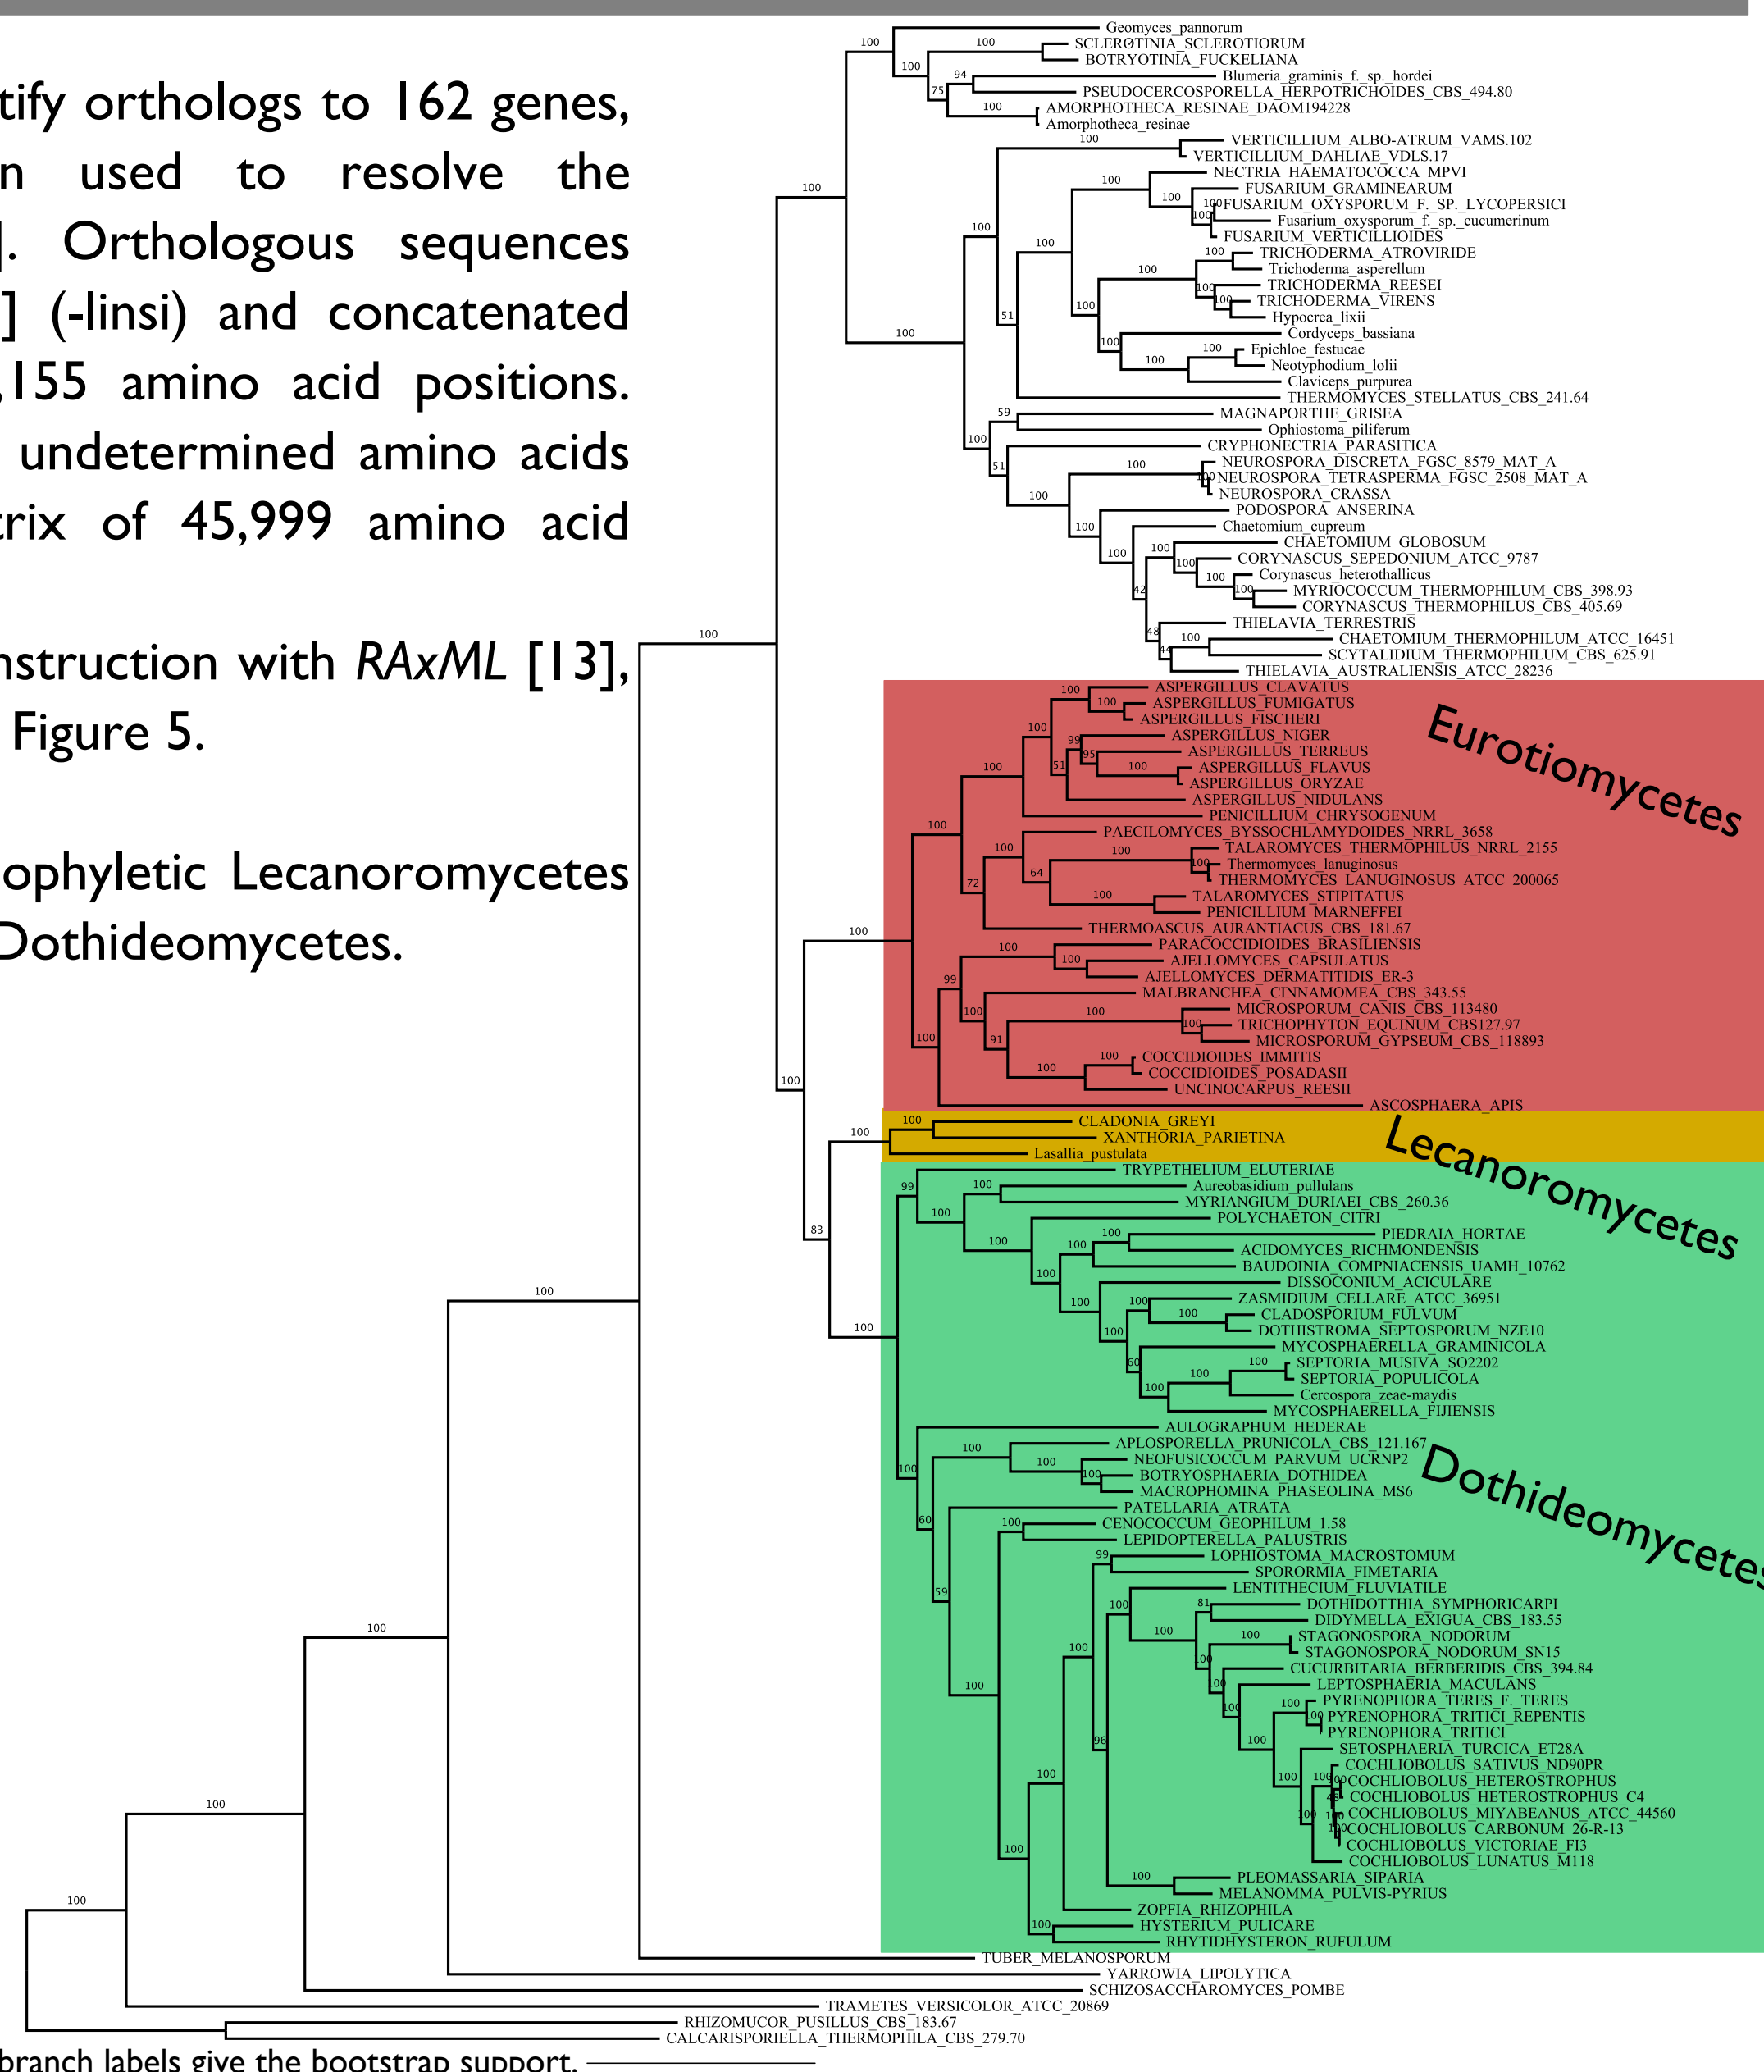 tify orthologs to 162 genes,
n used to resolve the
]. Orthologous sequences
] (-linsi) and concatenated
,155 amino acid positions.
undetermined amino acids
trix of 45,999 amino acid
nstruction with RAxML [13],
Figure 5.
ophyletic Lecanoromycetes
Dothideomycetes.
Geomyces_pannorum
SCLEROTINIA_SCLEROTIORUM
BOTRYOTINIA_FUCKELIANA
Blumeria_graminis_f._sp._hordei
PSEUDOCERCOSPORELLA_HERPOTRICHOIDES_CBS_494.80
AMORPHOTHECA_RESINAE_DAOM194228
Amorphotheca_resinae
VERTICILLIUM_ALBO-ATRUM_VAMS.102
VERTICILLIUM_DAHLIAE_VDLS.17
NECTRIA_HAEMATOCOCCA_MPVI
FUSARIUM_GRAMINEARUM
FUSARIUM_OXYSPORUM_F._SP._LYCOPERSICI
Fusarium_oxysporum_f._sp._cucumerinum
FUSARIUM_VERTICILLIOIDES
TRICHODERMA_ATROVIRIDE
Trichoderma_asperellum
TRICHODERMA_REESEI
TRICHODERMA_VIRENS
Hypocrea_lixii
Cordyceps_bassiana
Epichloe_festucae
Neotyphodium_lolii
Claviceps_purpurea
THERMOMYCES_STELLATUS_CBS_241.64
MAGNAPORTHE_GRISEA
Ophiostoma_piliferum
CRYPHONECTRIA_PARASITICA
NEUROSPORA_DISCRETA_FGSC_8579_MAT_A
NEUROSPORA_TETRASPERMA_FGSC_2508_MAT_A
NEUROSPORA_CRASSA
PODOSPORA_ANSERINA
Chaetomium_cupreum
CHAETOMIUM_GLOBOSUM
CORYNASCUS_SEPEDONIUM_ATCC_9787
Corynascus_heterothallicus
MYRIOCOCCUM_THERMOPHILUM_CBS_398.93
CORYNASCUS_THERMOPHILUS_CBS_405.69
THIELAVIA_TERRESTRIS
CHAETOMIUM_THERMOPHILUM_ATCC_16451
SCYTALIDIUM_THERMOPHILUM_CBS_625.91
THIELAVIA_AUSTRALIENSIS_ATCC_28236
Eurotiomycetes
ASPERGILLUS_CLAVATUS
ASPERGILLUS_FUMIGATUS
ASPERGILLUS_FISCHERI
ASPERGILLUS_NIGER
ASPERGILLUS_TERREUS
ASPERGILLUS_FLAVUS
ASPERGILLUS_ORYZAE
ASPERGILLUS_NIDULANS
PENICILLIUM_CHRYSOGENUM
PAECILOMYCES_BYSSOCHLAMYDOIDES_NRRL_3658
TALAROMYCES_THERMOPHILUS_NRRL_2155
Thermomyces_lanuginosus
THERMOMYCES_LANUGINOSUS_ATCC_200065
TALAROMYCES_STIPITATUS
PENICILLIUM_MARNEFFEI
THERMOASCUS_AURANTIACUS_CBS_181.67
PARACOCCIDIOIDES_BRASILIENSIS
AJELLOMYCES_CAPSULATUS
AJELLOMYCES_DERMATITIDIS_ER-3
MALBRANCHEA_CINNAMOMEA_CBS_343.55
MICROSPORUM_CANIS_CBS_113480
TRICHOPHYTON_EQUINUM_CBS127.97
MICROSPORUM_GYPSEUM_CBS_118893
COCCIDIOIDES_IMMITIS
COCCIDIOIDES_POSADASII
UNCINOCARPUS_REESII
ASCOSPHAERA_APIS
Lecanoromycetes
CLADONIA_GREYI
XANTHORIA_PARIETINA
Lasallia_pustulata
TRYPETHELIUM_ELUTERIAE
Aureobasidium_pullulans
MYRIANGIUM_DURIAEI_CBS_260.36
POLYCHAETON_CITRI
PIEDRAIA_HORTAE
ACIDOMYCES_RICHMONDENSIS
BAUDOINIA_COMPNIACENSIS_UAMH_10762
DISSOCONIUM_ACICULARE
ZASMIDIUM_CELLARE_ATCC_36951
CLADOSPORIUM_FULVUM
DOTHISTROMA_SEPTOSPORUM_NZE10
MYCOSPHAERELLA_GRAMINICOLA
SEPTORIA_MUSIVA_SO2202
SEPTORIA_POPULICOLA
Cercospora_zeae-maydis
MYCOSPHAERELLA_FIJIENSIS
AULOGRAPHUM_HEDERAE
APLOSPORELLA_PRUNICOLA_CBS_121.167
Dothideomycetes
NEOFUSICOCCUM_PARVUM_UCRNP2
BOTRYOSPHAERIA_DOTHIDEA
MACROPHOMINA_PHASEOLINA_MS6
PATELLARIA_ATRATA
CENOCOCCUM_GEOPHILUM_1.58
LEPIDOPTERELLA_PALUSTRIS
LOPHIOSTOMA_MACROSTOMUM
SPORORMIA_FIMETARIA
LENTITHECIUM_FLUVIATILE
DOTHIDOTTHIA_SYMPHORICARPI
DIDYMELLA_EXIGUA_CBS_183.55
STAGONOSPORA_NODORUM
STAGONOSPORA_NODORUM_SN15
CUCURBITARIA_BERBERIDIS_CBS_394.84
LEPTOSPHAERIA_MACULANS
PYRENOPHORA_TERES_F._TERES
PYRENOPHORA_TRITICI_REPENTIS
PYRENOPHORA_TRITICI
SETOSPHAERIA_TURCICA_ET28A
COCHLIOBOLUS_SATIVUS_ND90PR
COCHLIOBOLUS_HETEROSTROPHUS
COCHLIOBOLUS_HETEROSTROPHUS_C4
COCHLIOBOLUS_MIYABEANUS_ATCC_44560
COCHLIOBOLUS_CARBONUM_26-R-13
COCHLIOBOLUS_VICTORIAE_FI3
COCHLIOBOLUS_LUNATUS_M118
PLEOMASSARIA_SIPARIA
MELANOMMA_PULVIS-PYRIUS
ZOPFIA_RHIZOPHILA
HYSTERIUM_PULICARE
RHYTIDHYSTERON_RUFULUM
TUBER_MELANOSPORUM
YARROWIA_LIPOLYTICA
SCHIZOSACCHAROMYCES_POMBE
TRAMETES_VERSICOLOR_ATCC_20869
RHIZOMUCOR_PUSILLUS_CBS_183.67
CALCARISPORIELLA_THERMOPHILA_CBS_279.70
branch labels give the bootstrap support.